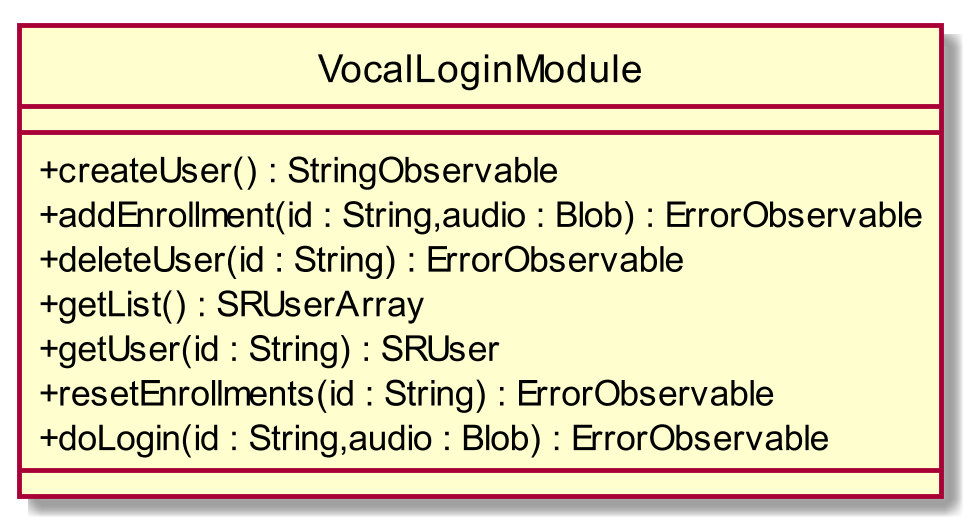 VocalLoginModule
+createUser() : StringObservable
+addEnrollment(id : String,audio : Blob) : ErrorObservable
+deleteUser(id : String) : ErrorObservable
+getList() : SRUserArray
+getUser(id : String) : SRUser
+resetEnrollments(id : String) : ErrorObservable
+doLogin(id : String,audio : Blob) : ErrorObservable